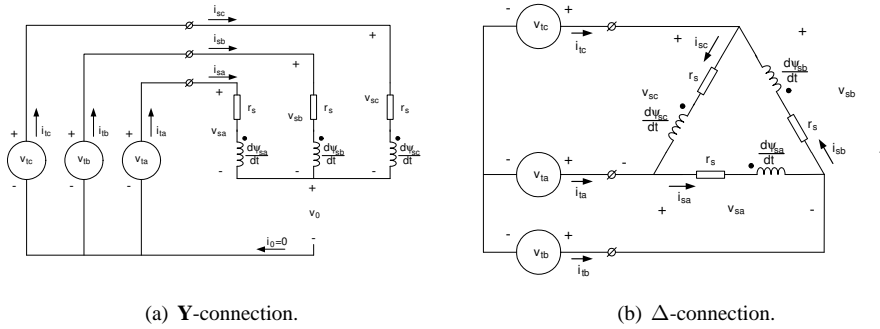 i_sc
i_sb
i_sa
+
+
+
v_sc
v_sb
v_sa
r_s
r_s
r_s
i_tc
i_tb
i_ta
+
+
+
v_tc
v_tb
v_ta
-
-
-
dψ_sa/dt
dψ_sb/dt
dψ_sc/dt
-
-
-
+
v_0
-
i_0=0
(a) Y-connection.
-
v_tc
+
i_tc
+
+
i_sc
r_s
dψ_sb/dt
v_sc
v_sb
dψ_sc/dt
r_s
i_sb
-
v_ta
+
i_ta
-
r_s
dψ_sa/dt
i_sa
+
v_sa
-
-
v_tb
+
i_tb
(b) Δ-connection.